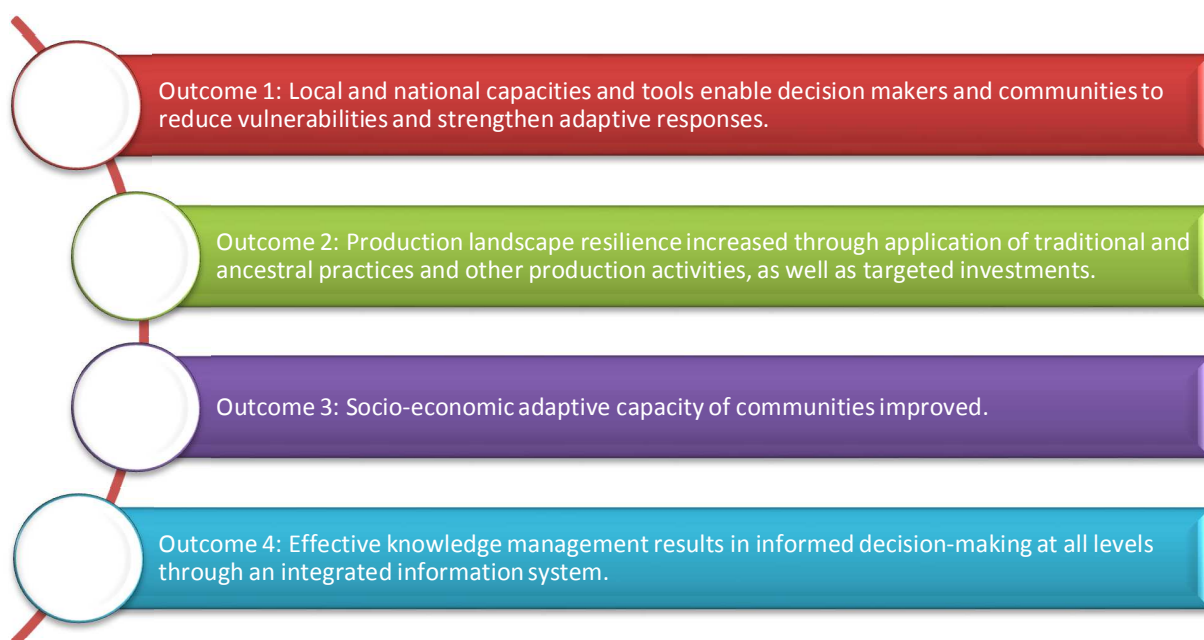 Outcome 1: Local and national capacities and tools enable decision makers and communities to
reduce vulnerabilities and strengthen adaptive responses.
Outcome 2: Production landscape resilience increased through application of traditional and
ancestral practices and other production activities, as well as targeted investments.
Outcome 3: Socio-economic adaptive capacity of communities improved.
Outcome 4: Effective knowledge management results in informed decision-making at all levels
through an integrated information system.